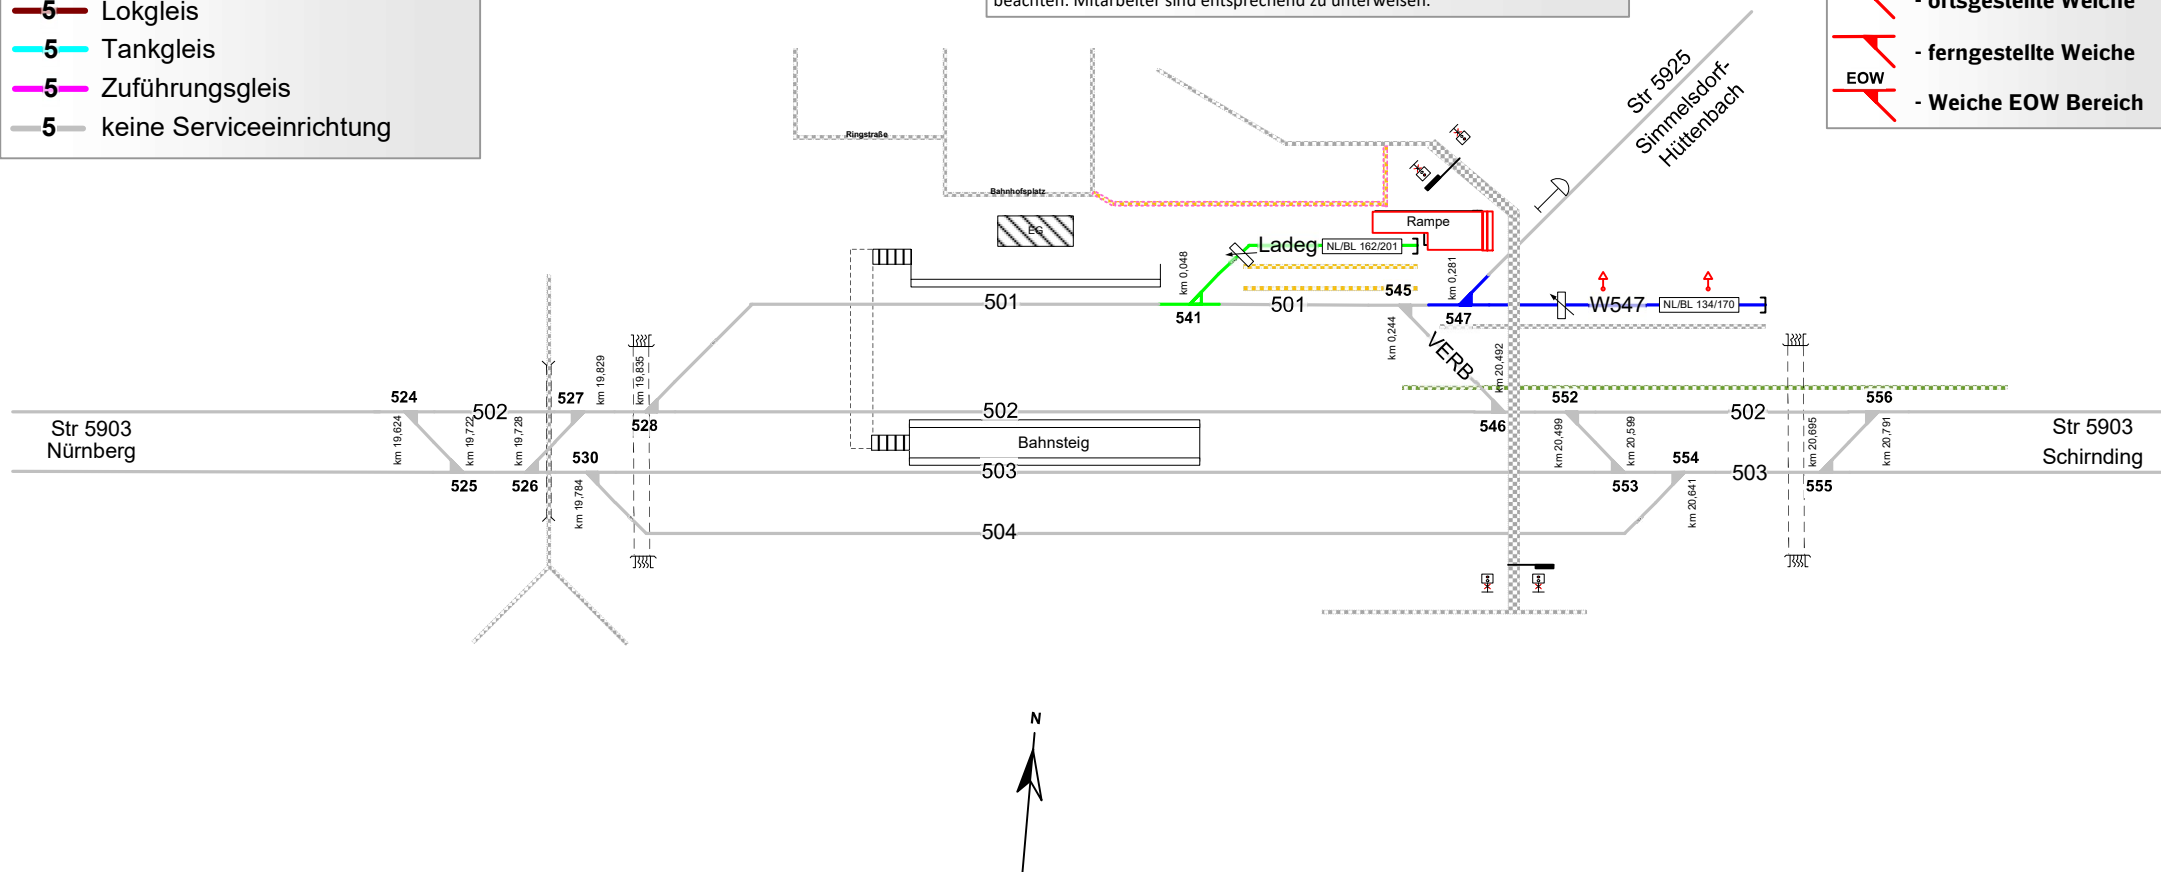 5 Lokgleis
5 Tankgleis
5 Zuführungsgleis
5 keine Serviceeinrichtung
beachten. Mitarbeiter sind entsprechend zu unterweisen.
- ortsgestellte Weiche
- ferngestellte Weiche
EOW
- Weiche EOW Bereich
Str 5925
Simmelsdorf-
Hüttenbach
Ringstraße
Bahnhofsplatz
EG
Rampe
Ladeg
NL/BL 162/201
km 0,048
km 0,281
501
541
501
545
547
W547
NL/BL 134/170
km 0,244
VERB
km 20,492
km 19,829
km 19,835
524
502
527
528
502
546
552
502
556
Str 5903
Nürnberg
km 19,624
km 19,722
km 19,728
Bahnsteig
km 20,499
km 20,599
km 20,695
km 20,791
Str 5903
Schirnding
530
525
526
503
554
503
553
555
km 19,784
km 20,641
504
N